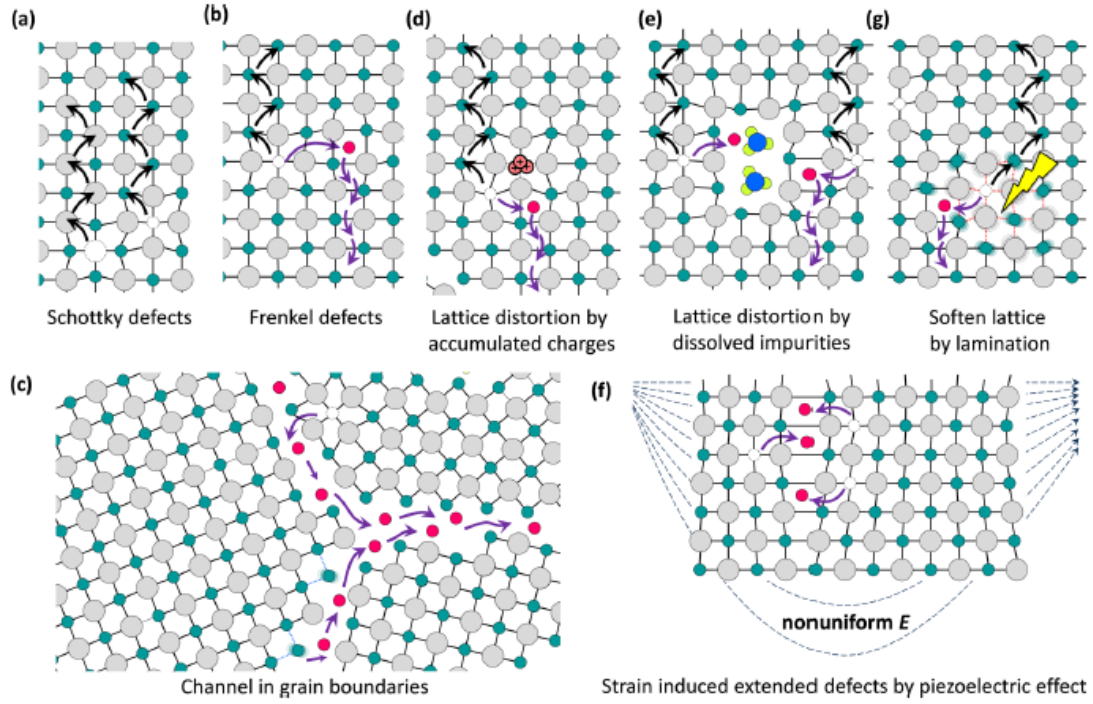 (a)
(b)
(d)
(e)
(g)
Schottky defects
Frenkel defects
Lattice distortion by
accumulated charges
Lattice distortion by
dissolved impurities
Soften lattice
by lamination
(c)
(f)
+
+ +
nonuniform E
Channel in grain boundaries
Strain induced extended defects by piezoelectric effect